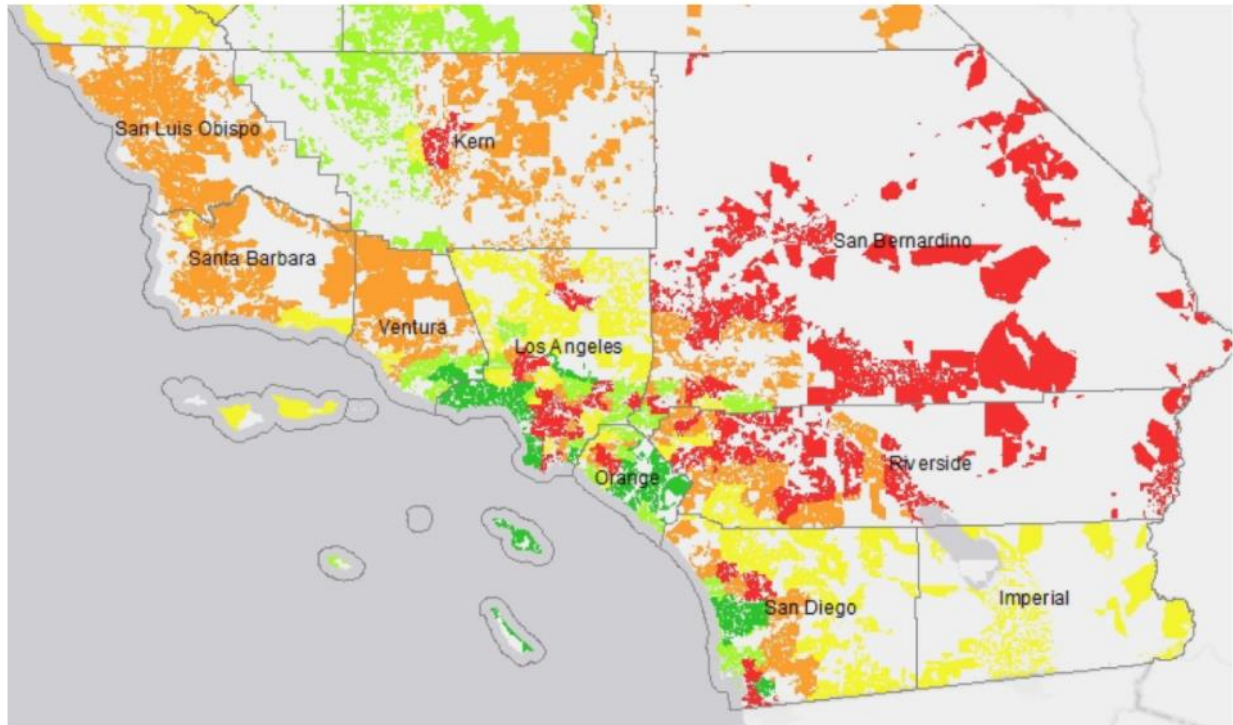 San Luis Obispo
Kern
San Bernardino
Santa Barbara
Ventura
Los Angeles
Riverside
Orange
Imperial
San Diego